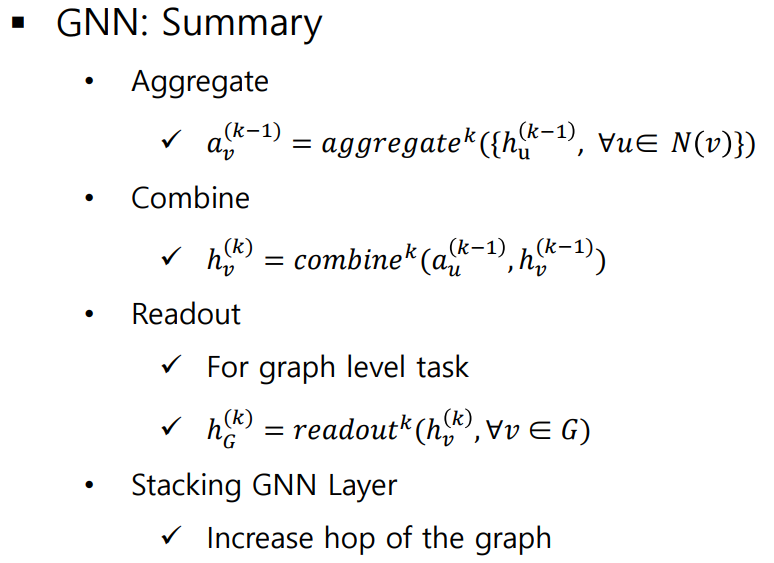 ▪ GNN: Summary
• Aggregate
✓ $a_v^{(k-1)} = aggregate^k(\{h_{\mathrm{u}}^{(k-1)}, \forall u \in N(v)\})$
• Combine
✓ $h_v^{(k)} = combine^k(a_u^{(k-1)}, h_v^{(k-1)})$
• Readout
✓ For graph level task
✓ $h_G^{(k)} = readout^k(h_v^{(k)}, \forall v \in G)$
• Stacking GNN Layer
✓ Increase hop of the graph